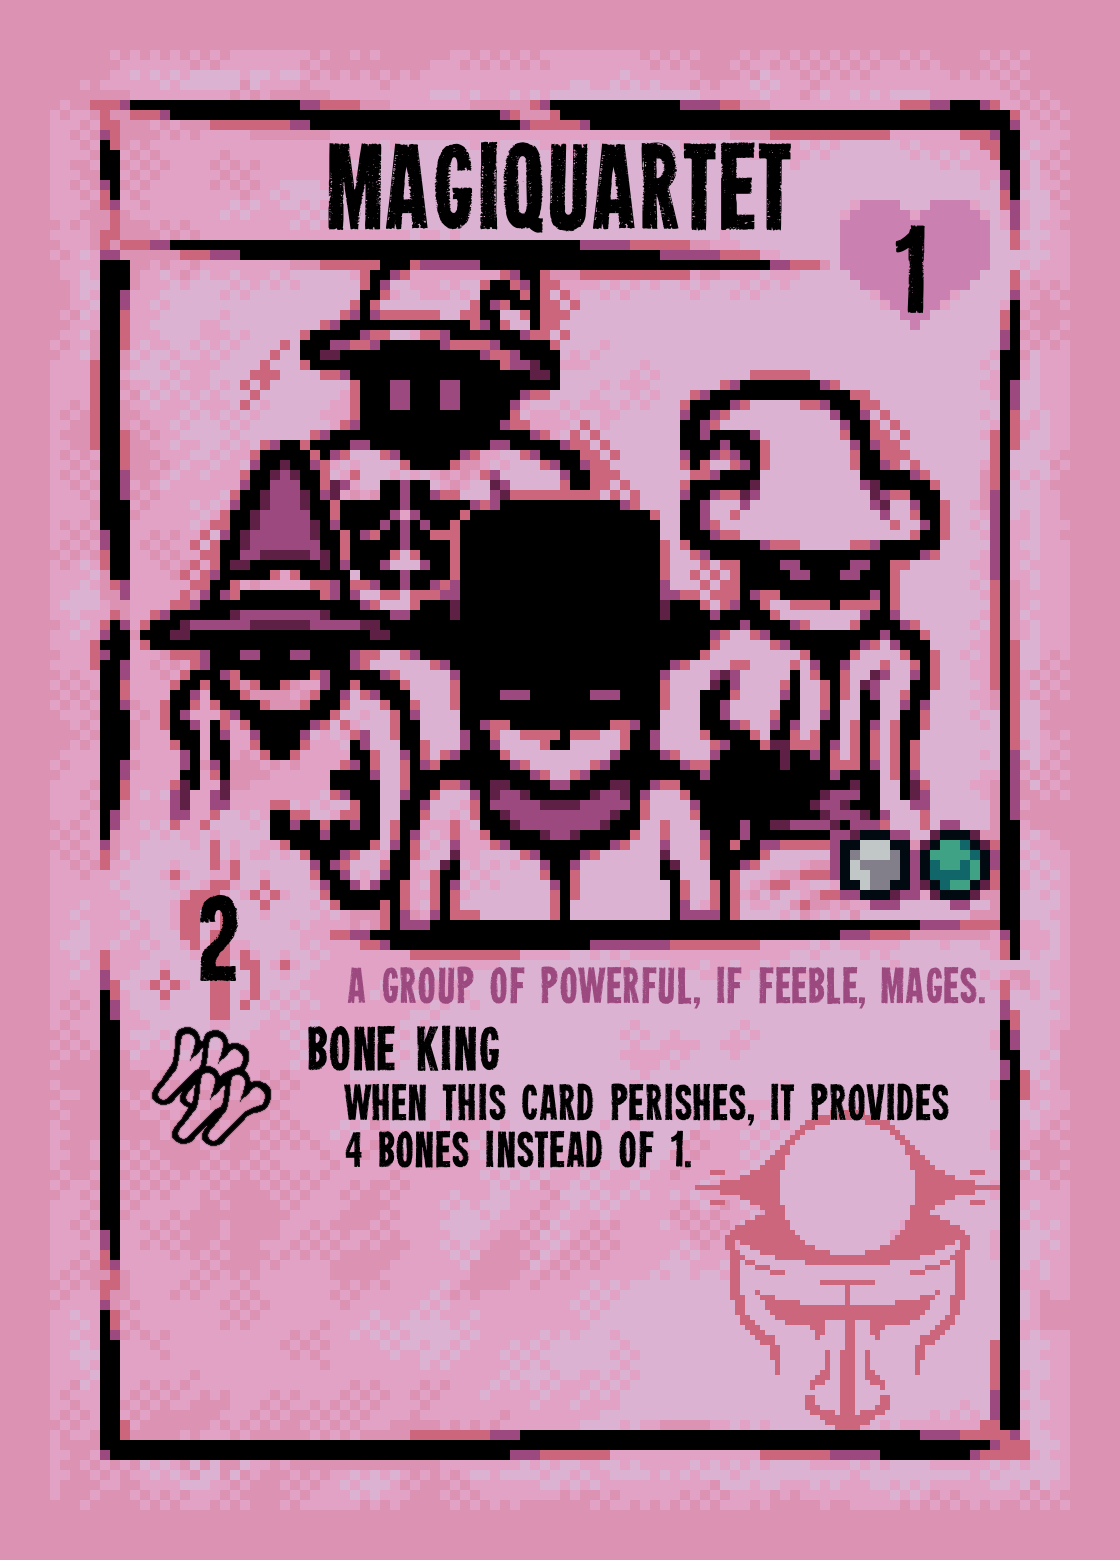 MAGIQUARTET
1
2
A GROUP OF POWERFUL, IF FEEBLE, MAGES.
BONE KING
WHEN THIS CARD PERISHES, IT PROVIDES
4 BONES INSTEAD OF 1.